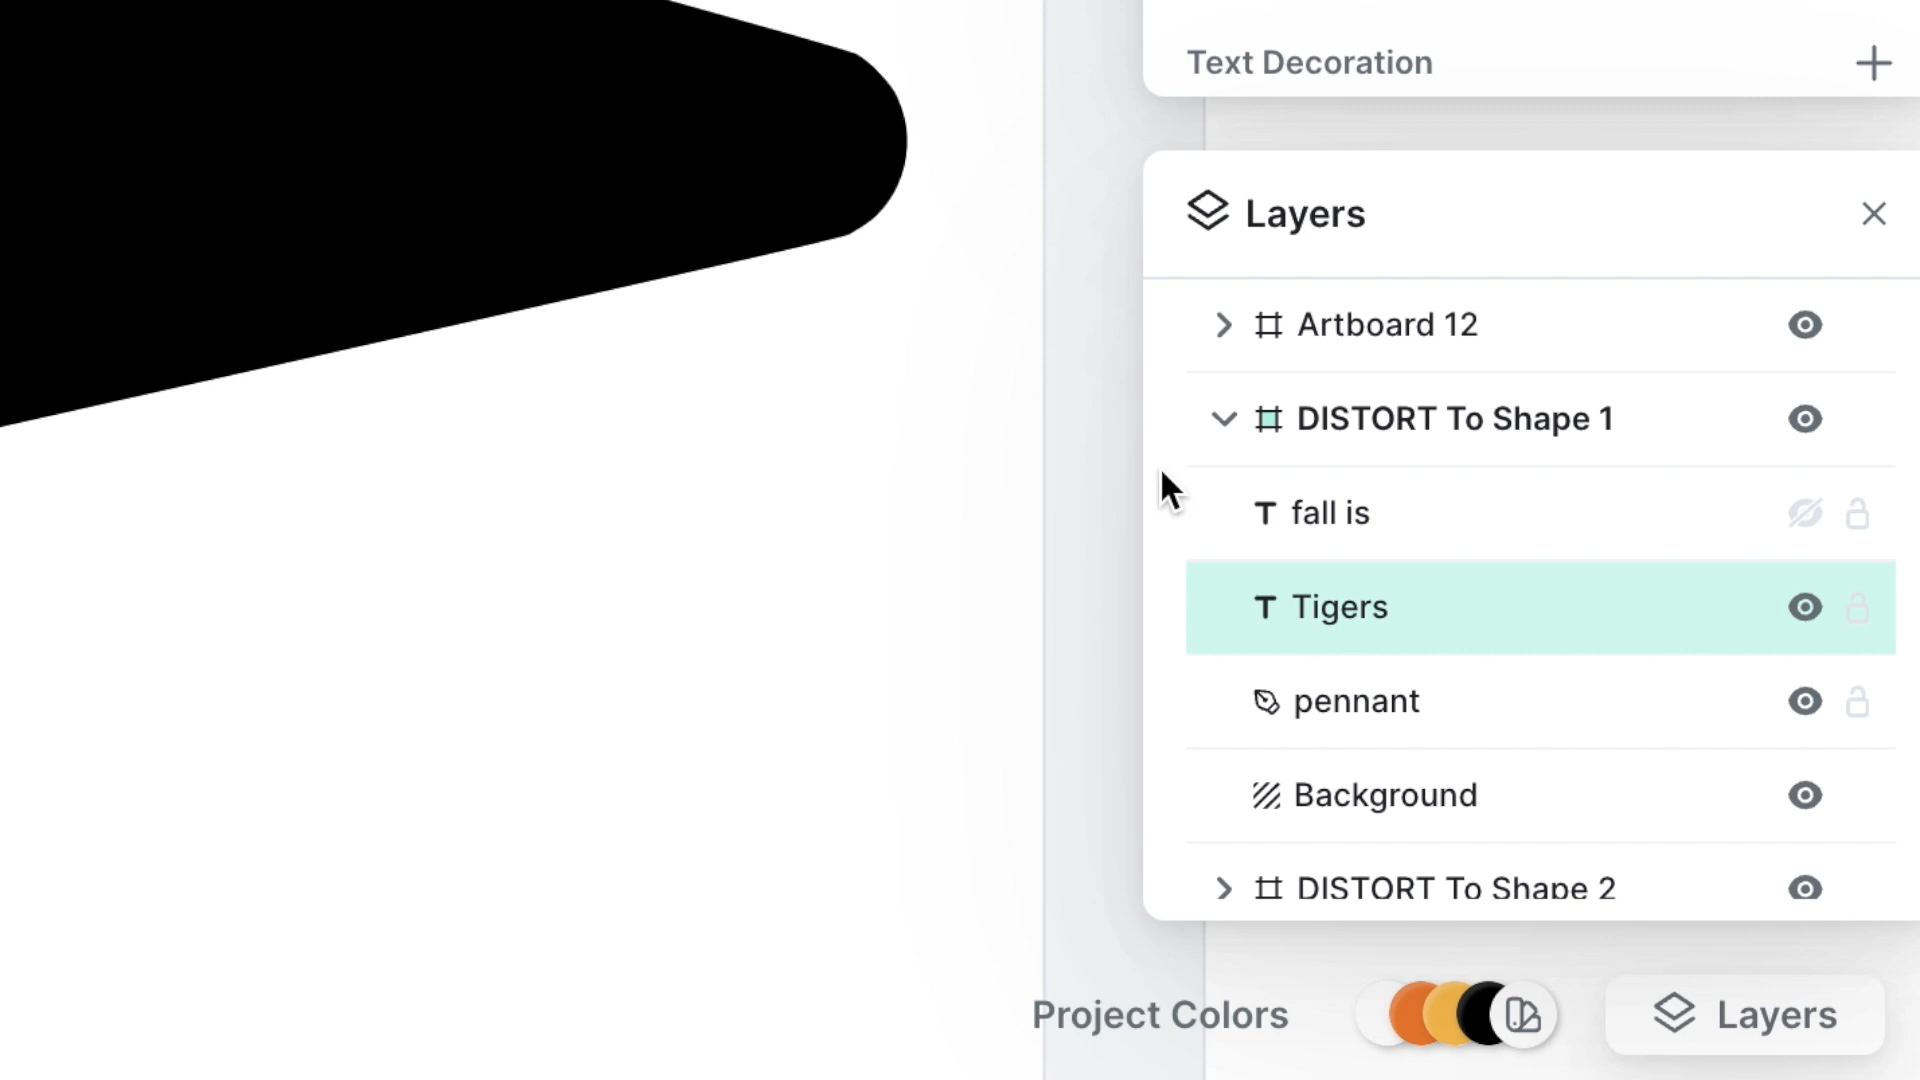 Text Decoration
Layers
Artboard 12
DISTORT To Shape 1
fall is
Tigers
pennant
Background
DISTORT To Shape 2
Project Colors
Layers